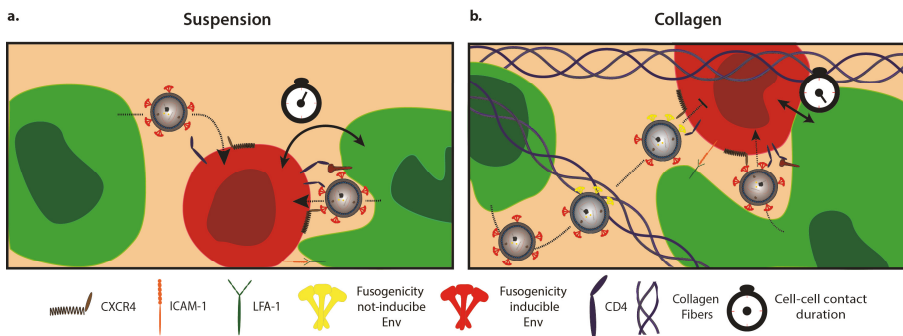 a.
Suspension
b.
Collagen
CXCR4
ICAM-1
LFA-1
Fusogenicity
not-inducibe
Env
Fusogenicity
inducible
Env
CD4
Collagen
Fibers
Cell-cell contact
duration